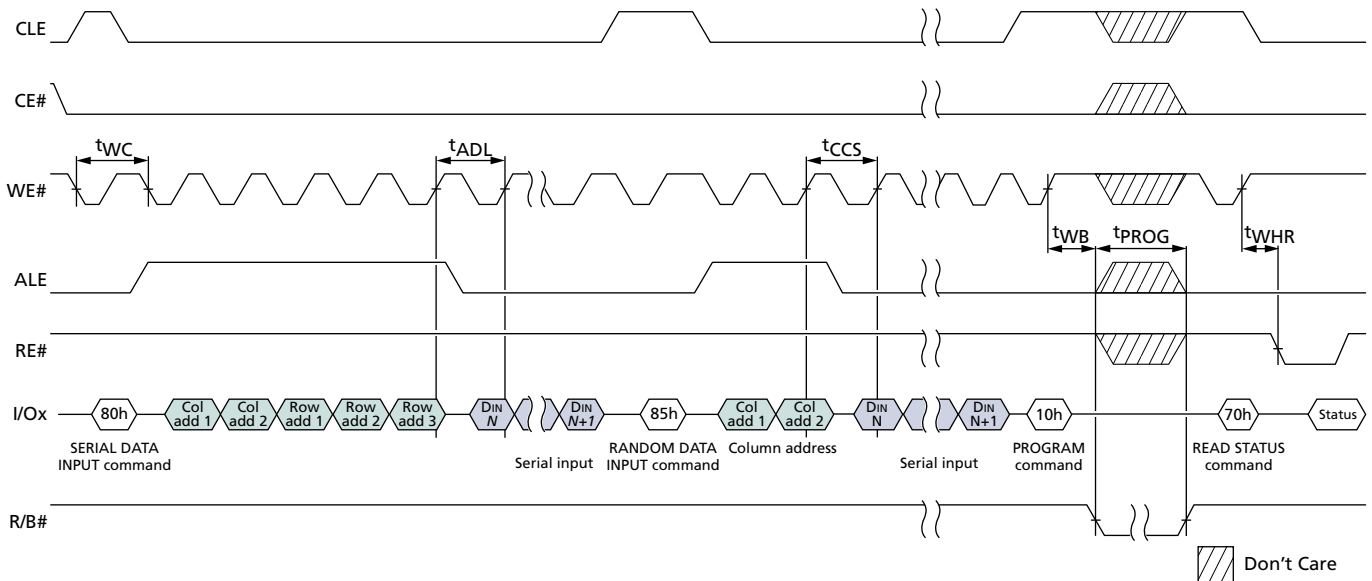 CLE
CE#
tWC
tADL
tCCS
WE#
tWB
tPROG
tWHR
ALE
RE#
I/Ox
80h
Col add 1
Col add 2
Row add 1
Row add 2
Row add 3
DIN N
DIN N+1
85h
Col add 1
Col add 2
DIN N
DIN N+1
10h
70h
Status
SERIAL DATA
INPUT command
Serial input
RANDOM DATA
INPUT command
Column address
Serial input
PROGRAM
command
READ STATUS
command
R/B#
Don't Care